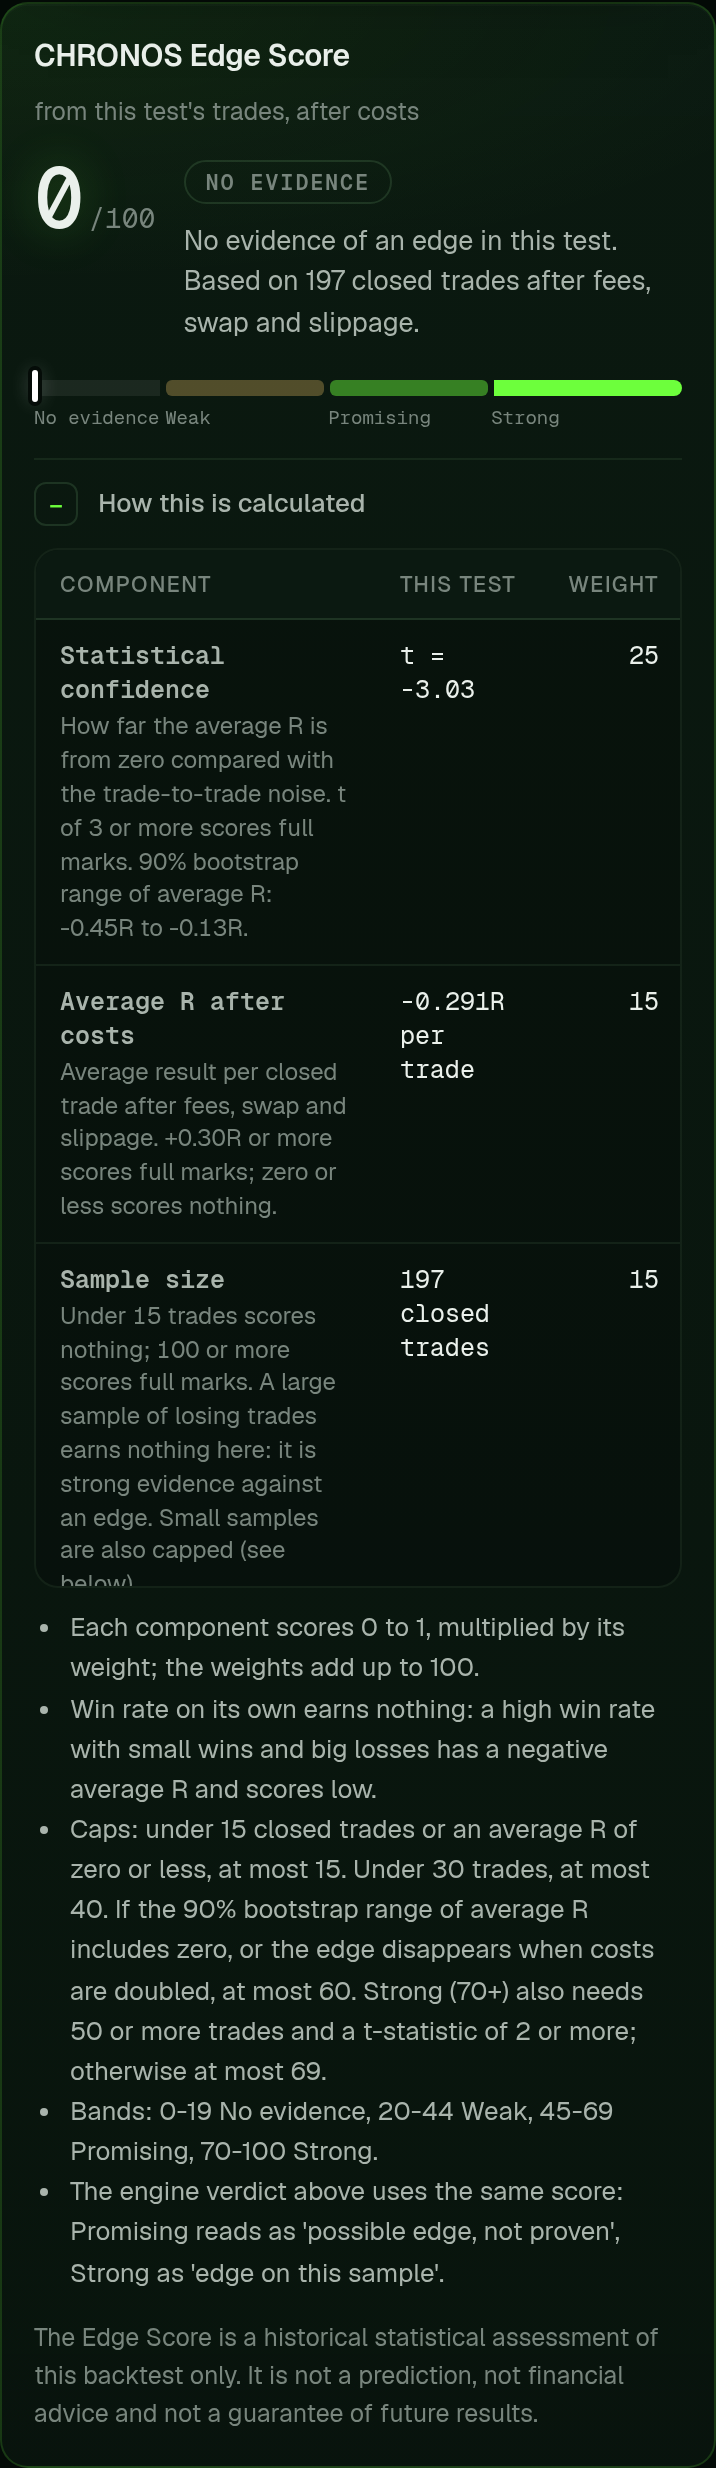 CHRONOS Edge Score
from this test's trades, after costs
0/100
NO EVIDENCE
No evidence of an edge in this test.
Based on 197 closed trades after fees,
swap and slippage.
No evidence Weak Promising Strong
– How this is calculated
COMPONENT THIS TEST WEIGHT
Statistical
confidence
How far the average R is
from zero compared with
the trade-to-trade noise. t
of 3 or more scores full
marks. 90% bootstrap
range of average R:
-0.45R to -0.13R.
t =
-3.03
25
Average R after
costs
Average result per closed
trade after fees, swap and
slippage. +0.30R or more
scores full marks; zero or
less scores nothing.
-0.291R
per
trade
15
Sample size
Under 15 trades scores
nothing; 100 or more
scores full marks. A large
sample of losing trades
earns nothing here: it is
strong evidence against
an edge. Small samples
are also capped (see
below)
197
closed
trades
15
• Each component scores 0 to 1, multiplied by its
weight; the weights add up to 100.
• Win rate on its own earns nothing: a high win rate
with small wins and big losses has a negative
average R and scores low.
• Caps: under 15 closed trades or an average R of
zero or less, at most 15. Under 30 trades, at most
40. If the 90% bootstrap range of average R
includes zero, or the edge disappears when costs
are doubled, at most 60. Strong (70+) also needs
50 or more trades and a t-statistic of 2 or more;
otherwise at most 69.
• Bands: 0-19 No evidence, 20-44 Weak, 45-69
Promising, 70-100 Strong.
• The engine verdict above uses the same score:
Promising reads as 'possible edge, not proven',
Strong as 'edge on this sample'.
The Edge Score is a historical statistical assessment of
this backtest only. It is not a prediction, not financial
advice and not a guarantee of future results.